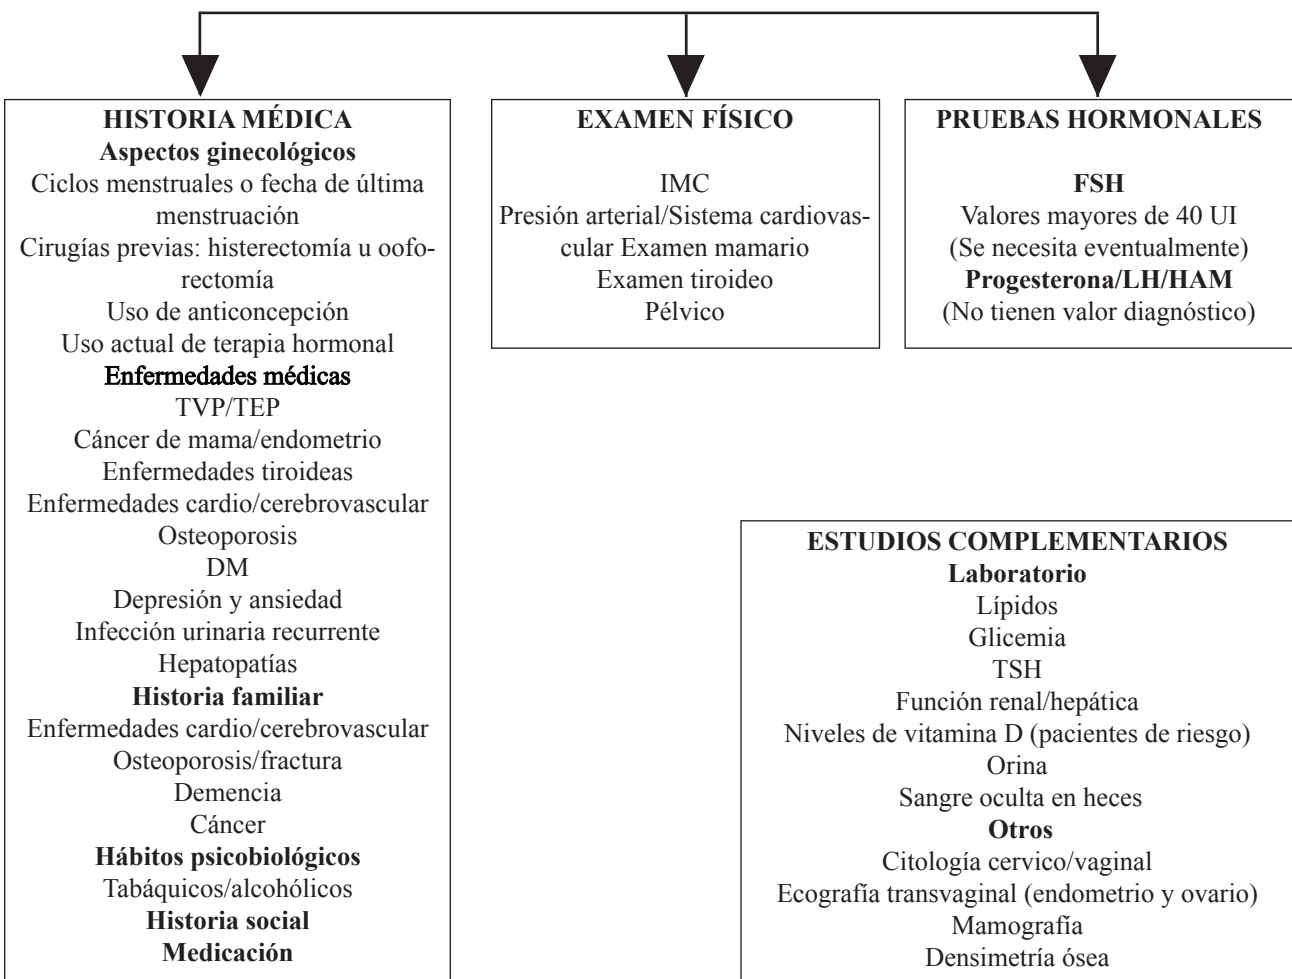 HISTORIA MÉDICA
Aspectos ginecológicos
Ciclos menstruales o fecha de última
menstruación
Cirugías previas: histerectomía u oofo-
rectomía
Uso de anticoncepción
Uso actual de terapia hormonal
Enfermedades médicas
TVP/TEP
Cáncer de mama/endometrio
Enfermedades tiroideas
Enfermedades cardio/cerebrovascular
Osteoporosis
DM
Depresión y ansiedad
Infección urinaria recurrente
Hepatopatías
Historia familiar
Enfermedades cardio/cerebrovascular
Osteoporosis/fractura
Demencia
Cáncer
Hábitos psicobiológicos
Tabáquicos/alcohólicos
Historia social
Medicación
EXAMEN FÍSICO
IMC
Presión arterial/Sistema cardiovas-
cular Examen mamario
Examen tiroideo
Pélvico
PRUEBAS HORMONALES
FSH
Valores mayores de 40 UI
(Se necesita eventualmente)
Progesterona/LH/HAM
(No tienen valor diagnóstico)
ESTUDIOS COMPLEMENTARIOS
Laboratorio
Lípidos
Glicemia
TSH
Función renal/hepática
Niveles de vitamina D (pacientes de riesgo)
Orina
Sangre oculta en heces
Otros
Citología cervico/vaginal
Ecografía transvaginal (endometrio y ovario)
Mamografía
Densimetría ósea